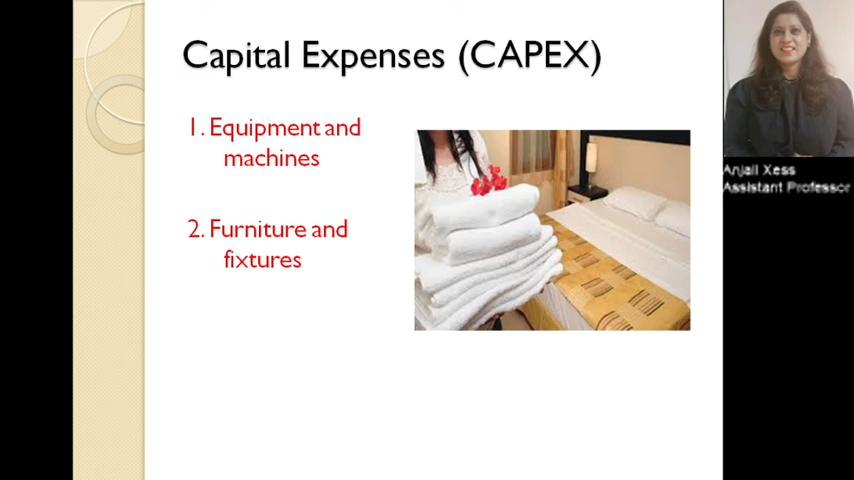 Capital Expenses (CAPEX)
1. Equipment and
machines
2. Furniture and
fixtures
Anjali Xess
Assistant Professor